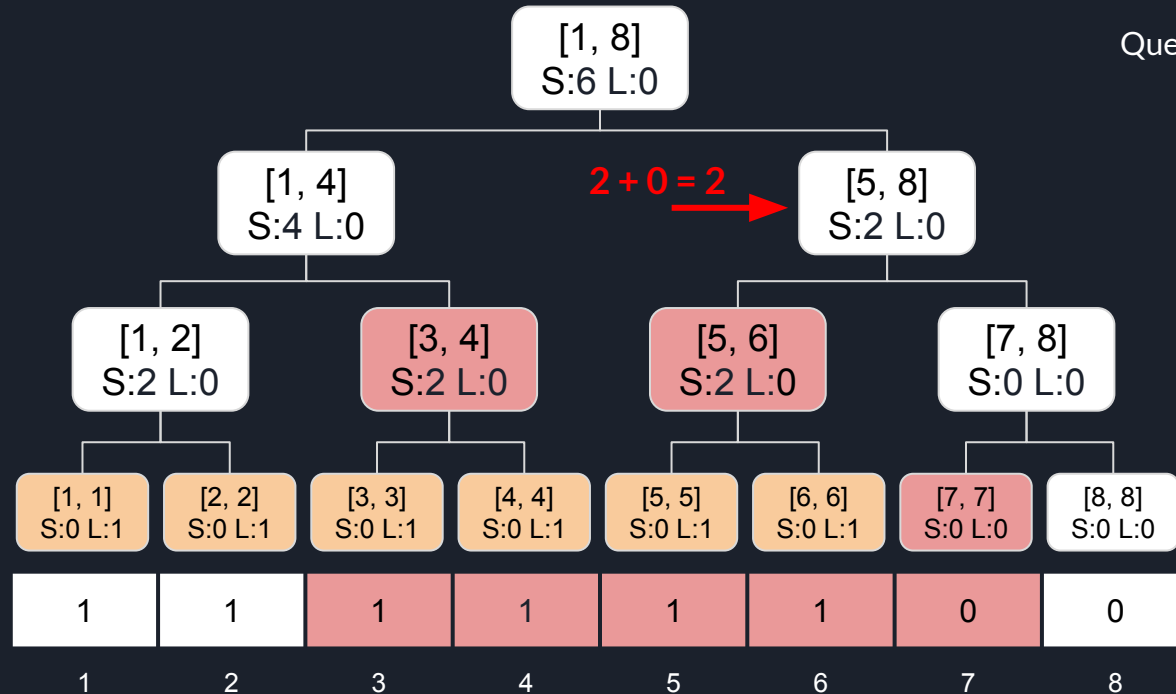 [1, 8]
S:6 L:0
Que
[1, 4]
S:4 L:0
2 + 0 = 2
[5, 8]
S:2 L:0
[1, 2]
S:2 L:0
[3, 4]
S:2 L:0
[5, 6]
S:2 L:0
[7, 8]
S:0 L:0
[1, 1]
S:0 L:1
[2, 2]
S:0 L:1
[3, 3]
S:0 L:1
[4, 4]
S:0 L:1
[5, 5]
S:0 L:1
[6, 6]
S:0 L:1
[7, 7]
S:0 L:0
[8, 8]
S:0 L:0
1 1 1 1 1 1 0 0
1 2 3 4 5 6 7 8